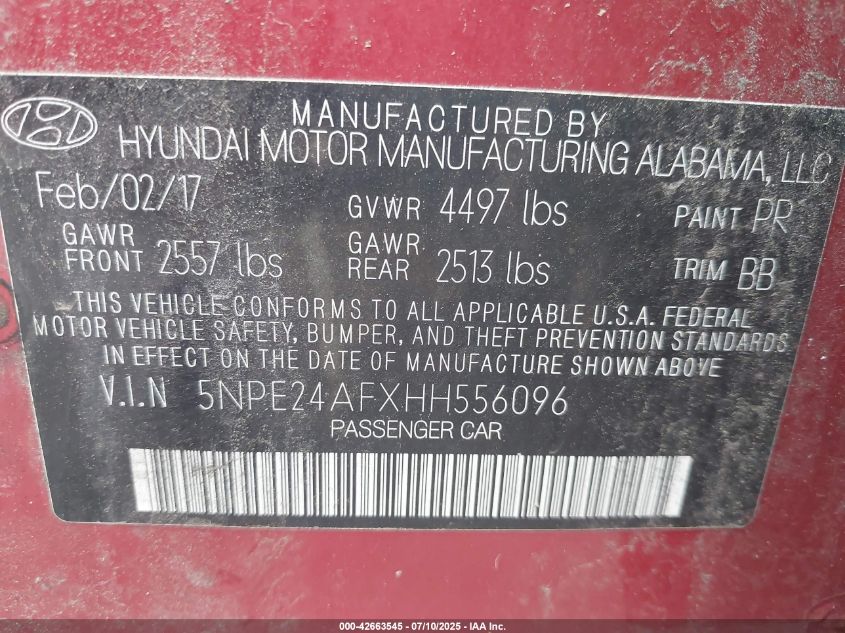 MANUFACTURED BY
HYUNDAI MOTOR MANUFACTURING ALABAMA, LLC
Feb/02/17 GVWR 4497 lbs PAINT PR
GAWR FRONT 2557 lbs GAWR REAR 2513 lbs TRIM BB
THIS VEHICLE CONFORMS TO ALL APPLICABLE U.S.A. FEDERAL
MOTOR VEHICLE SAFETY, BUMPER, AND THEFT PREVENTION STANDARDS
IN EFFECT ON THE DATE OF MANUFACTURE SHOWN ABOVE
V.I.N 5NPE24AFXHH556096
PASSENGER CAR
000-42663545 - 07/10/2025 - IAA Inc.